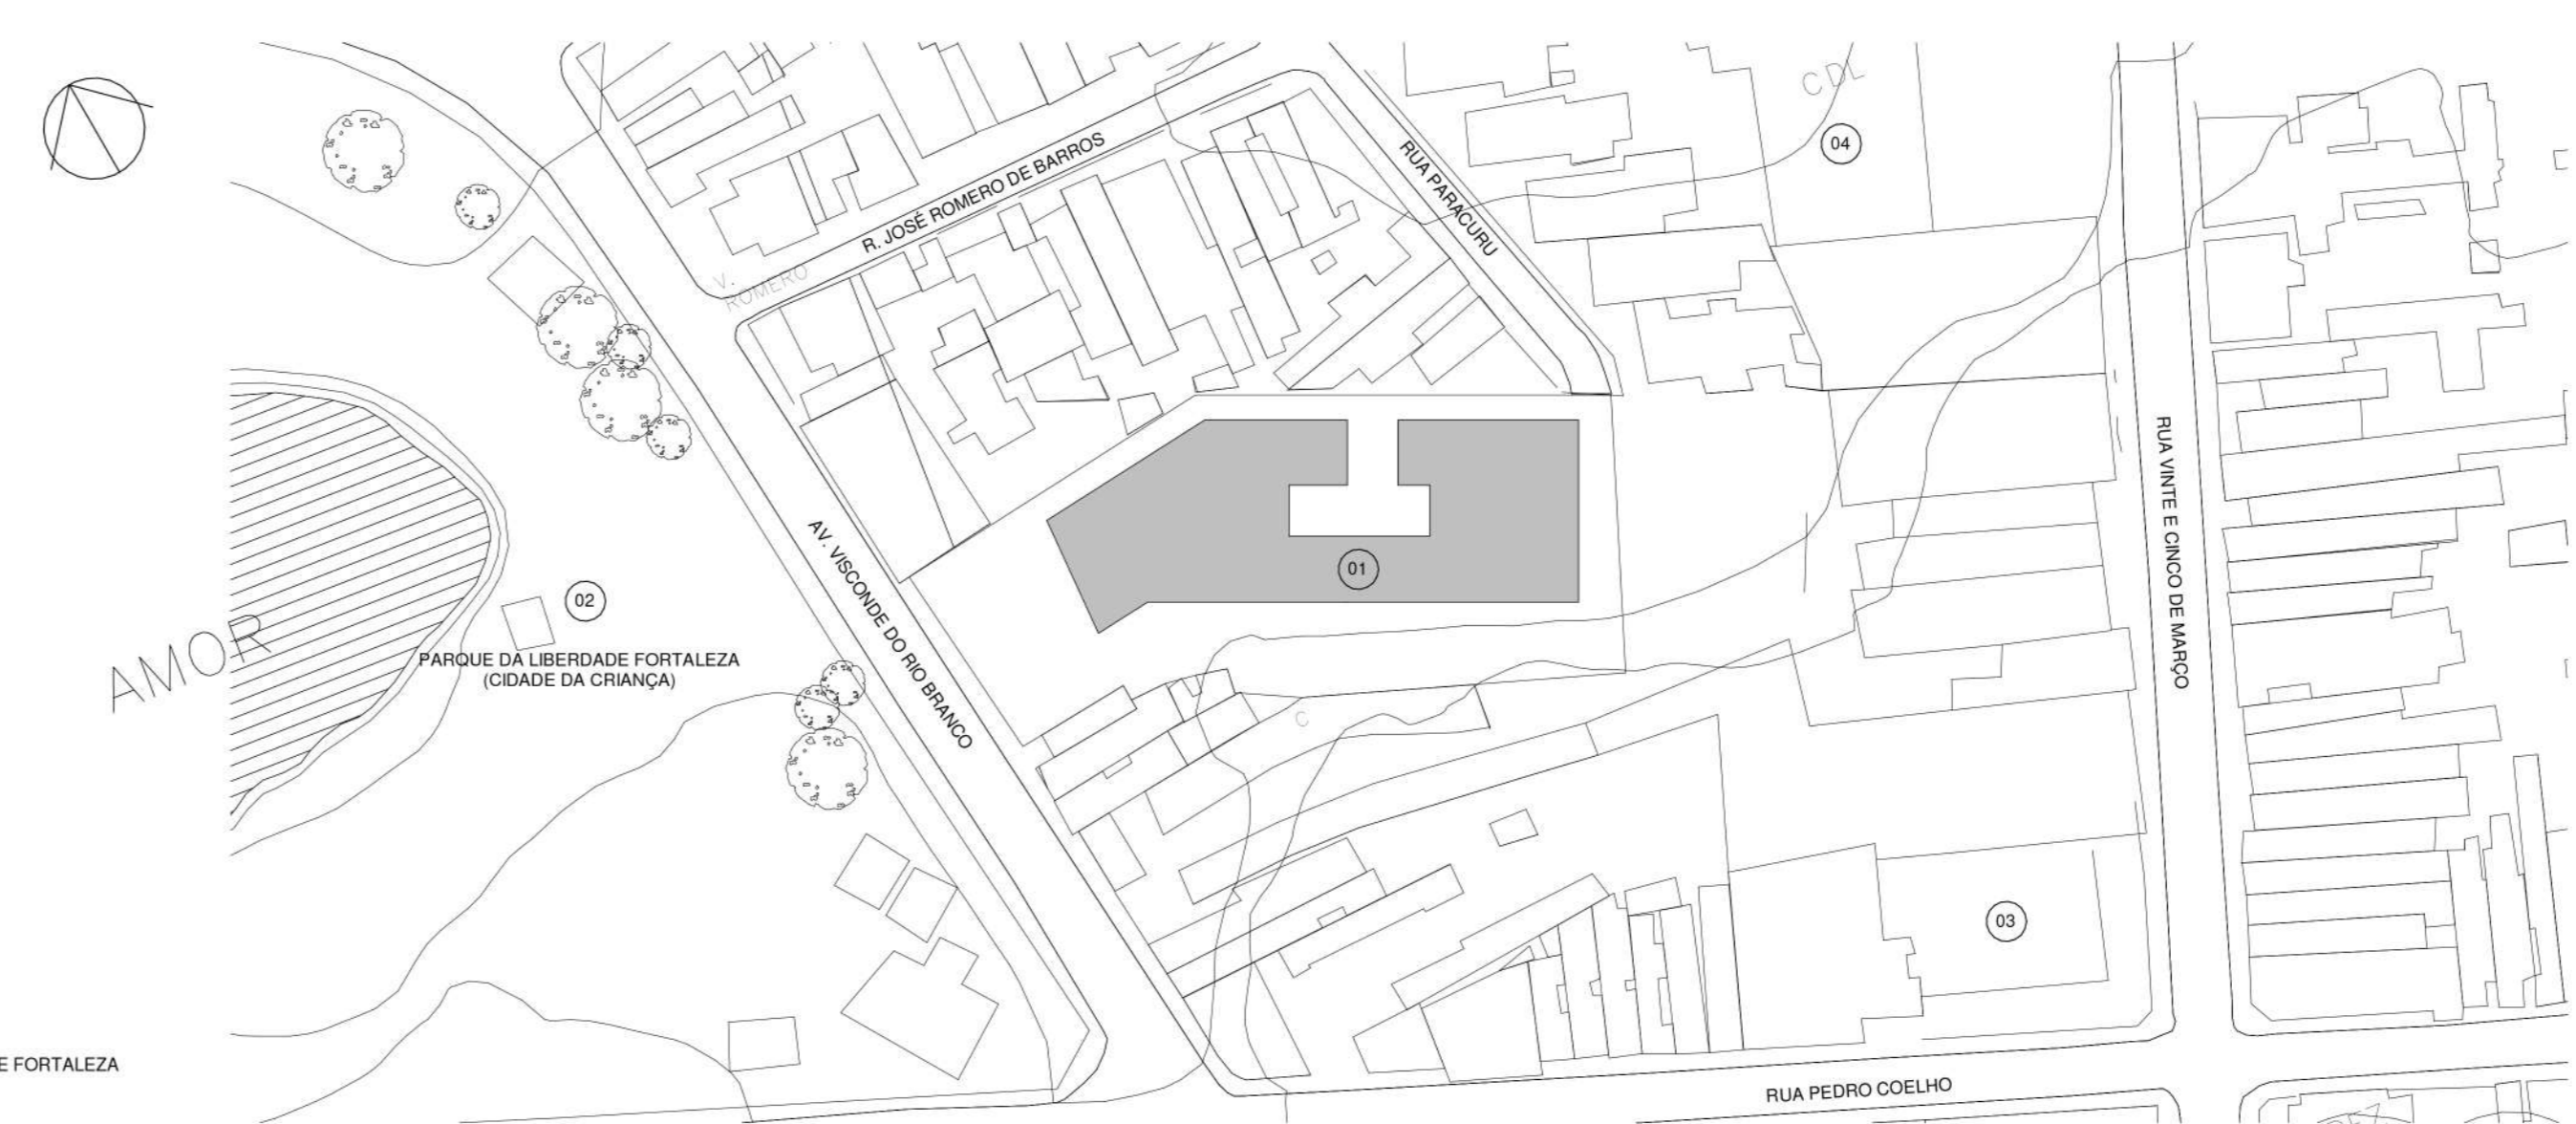 CDL
04
R. JOSÉ ROMERO DE BARROS
RUA PARACURU
V.
ROMERO
RUA VINTE E CINCO DE MARÇO
01
AV. VISCONDE DO RIO BRANCO
02
AMOR
PARQUE DA LIBERDADE FORTALEZA
(CIDADE DA CRIANÇA)
C
03
E FORTALEZA
RUA PEDRO COELHO